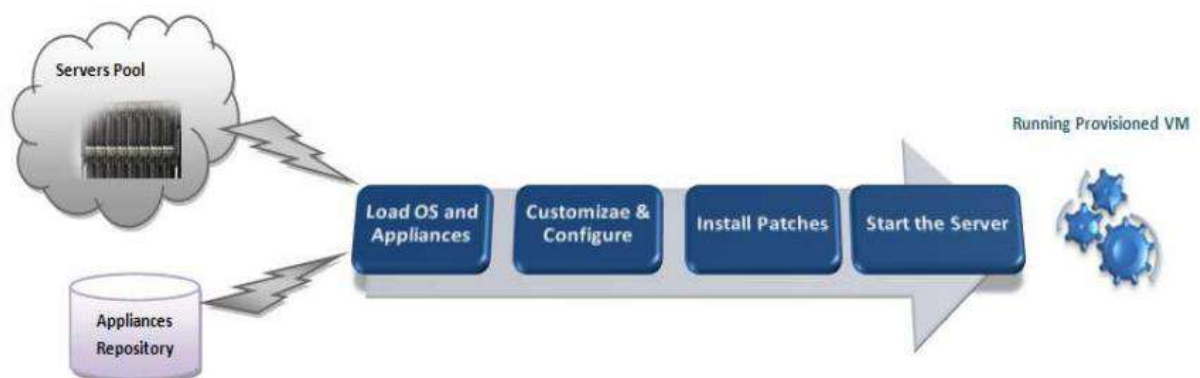 Servers Pool
Running Provisioned VM
Load OS and
Appliances
Customizae &
Configure
Install Patches
Start the Server
Appliances
Repository